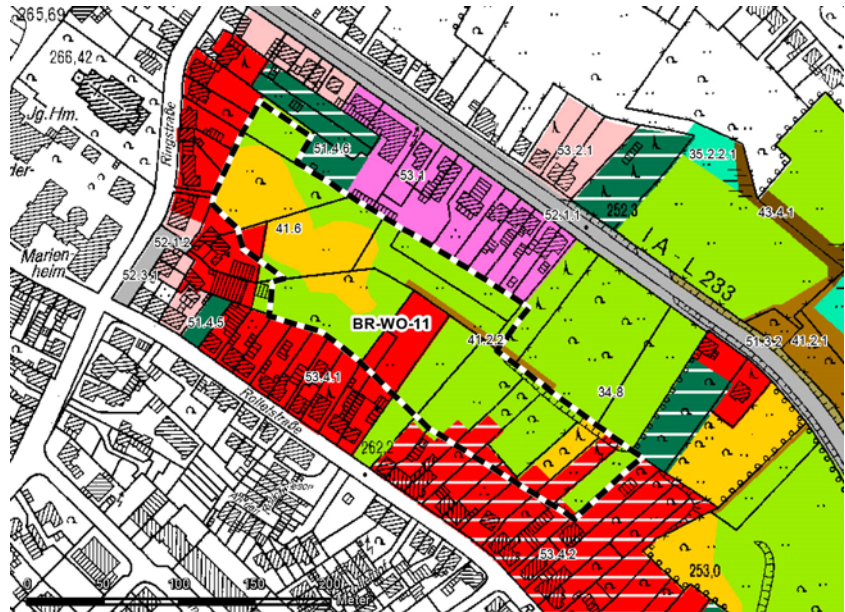 265,69
266,42
Jg. Hm.
Ringstraße
Marien-
heim
51.4.6
53.1
53.2.1
35.2.2.1
252,3
52.1.1
43.4.1
I A - L 233
41.6
52.1.2
52.3.1
51.4.5
BR-WO-11
41.2.2
51.3.2
41.2.1
34.8
53.4.1
Rolletstraße
262,2
53.4.2
253,0
0 50 100 150 200
Meter